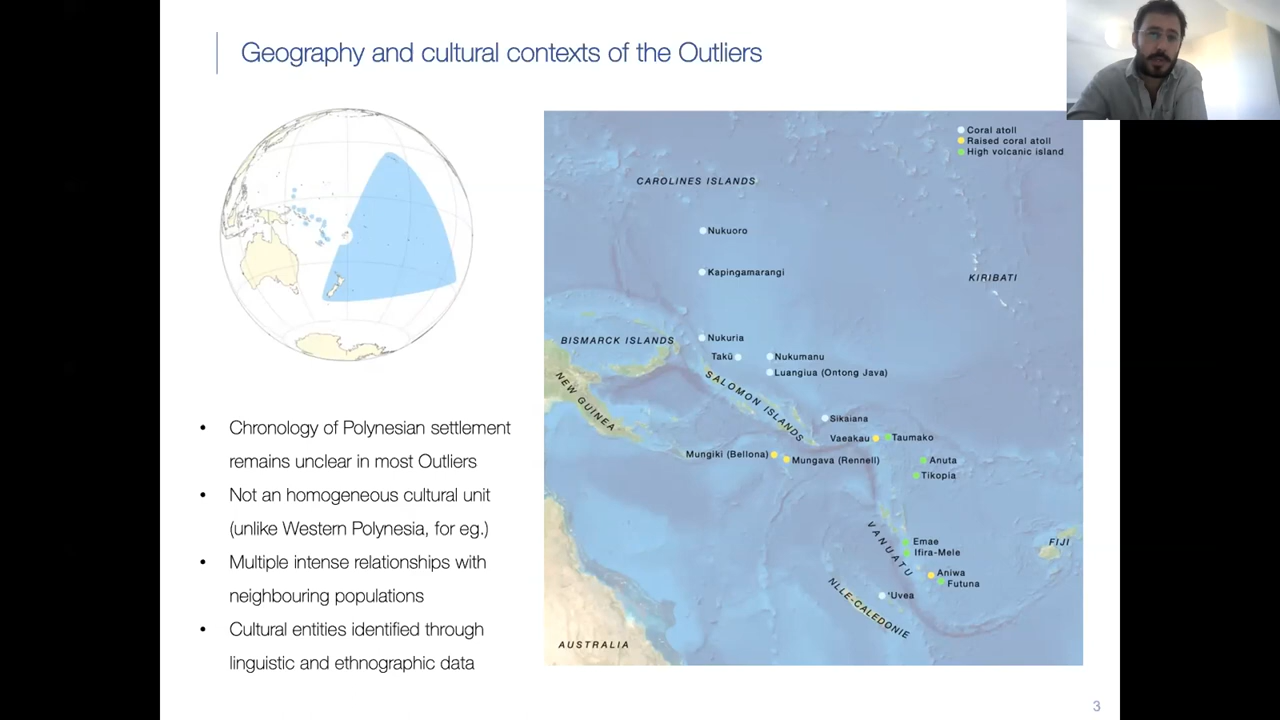 Geography and cultural contexts of the Outliers
Coral atoll
Raised coral atoll
High volcanic island
CAROLINES ISLANDS
Nukuoro
Kapingamarangi
KIRIBATI
BISMARCK ISLANDS
Nukuria
Takū
Nukumanu
Luangiua (Ontong Java)
NEW GUINEA
SALOMON ISLANDS
Sikaiana
Vaeakau
Taumako
Mungiki (Bellona)
Mungava (Rennell)
Anuta
Tikopia
VANUATU
Emae
Ifira-Mele
FIJI
Aniwa
Futuna
'Uvea
NLLE-CALEDONIE
AUSTRALIA
• Chronology of Polynesian settlement
remains unclear in most Outliers
• Not an homogeneous cultural unit
(unlike Western Polynesia, for eg.)
• Multiple intense relationships with
neighbouring populations
• Cultural entities identified through
linguistic and ethnographic data
3